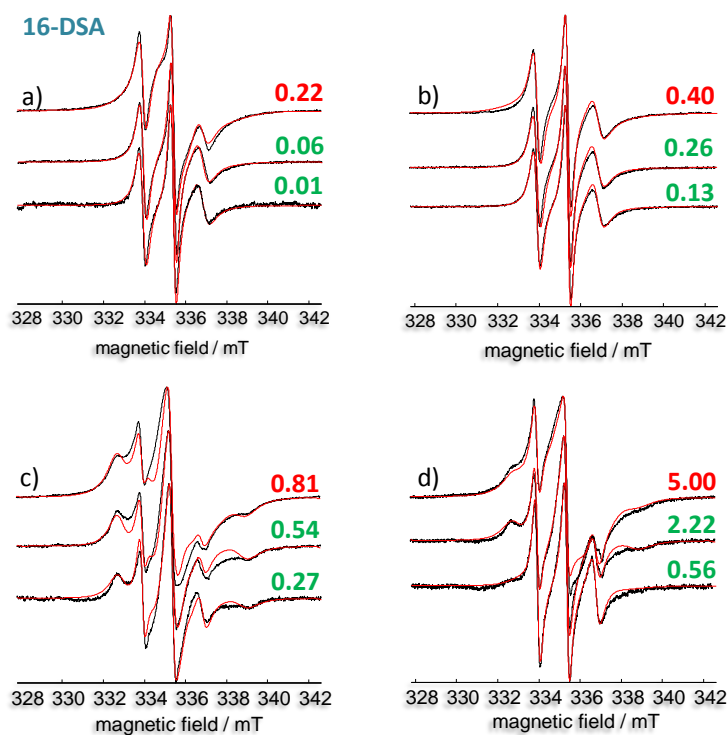 16-DSA
a)
0.22
0.06
0.01
328 330 332 334 336 338 340 342
magnetic field / mT
b)
0.40
0.26
0.13
328 330 332 334 336 338 340 342
magnetic field / mT
c)
0.81
0.54
0.27
328 330 332 334 336 338 340 342
magnetic field / mT
d)
5.00
2.22
0.56
328 330 332 334 336 338 340 342
magnetic field / mT